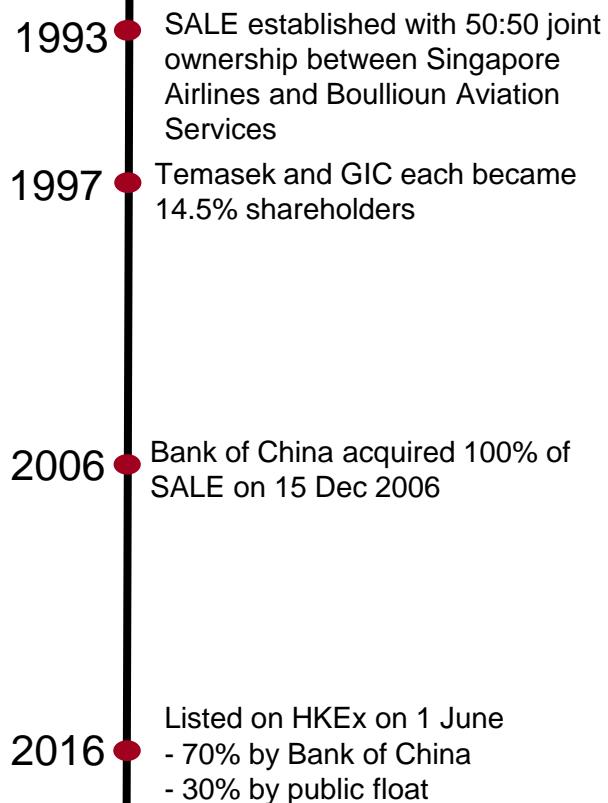 1993
SALE established with 50:50 joint
ownership between Singapore
Airlines and Boullioun Aviation
Services
1997
Temasek and GIC each became
14.5% shareholders
2006
Bank of China acquired 100% of
SALE on 15 Dec 2006
2016
Listed on HKEx on 1 June
- 70% by Bank of China
- 30% by public float